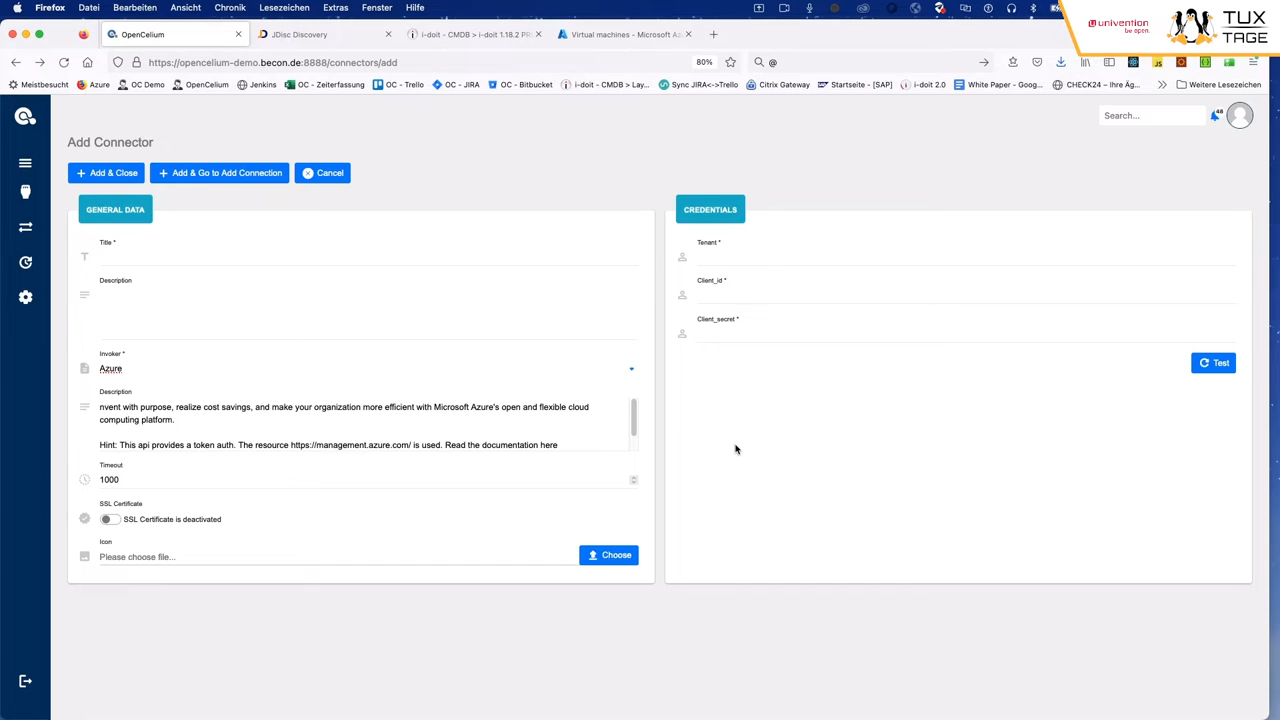 Firefox Datei Bearbeiten Ansicht Chronik Lesezeichen Extras Fenster Hilfe
univention
be open.
TUX
TAGE
OpenCelium
JDisc Discovery
i-doit - CMDB > i-doit 1.18.2 PR
Virtual machines - Microsoft Az
https://opencelium-demo.becon.de:8888/connectors/add
80%
@
Meistbesucht Azure OC Demo OpenCelium Jenkins OC - Zeiterfassung OC - Trello OC - JIRA OC - Bitbucket i-doit - CMDB > Lay... Sync JIRA<->Trello Citrix Gateway Startseite - [SAP] i-doit 2.0 White Paper - Goog... CHECK24 – Ihre Äg... Weitere Lesezeichen
Search...
48
Add Connector
+ Add & Close
+ Add & Go to Add Connection
Cancel
GENERAL DATA
Title *
Description
Invoker *
Azure
Description
nvent with purpose, realize cost savings, and make your organization more efficient with Microsoft Azure's open and flexible cloud
computing platform.
Hint: This api provides a token auth. The resource https://management.azure.com/ is used. Read the documentation here
Timeout
1000
SSL Certificate
SSL Certificate is deactivated
Icon
Please choose file...
Choose
CREDENTIALS
Tenant *
Client_id *
Client_secret *
Test